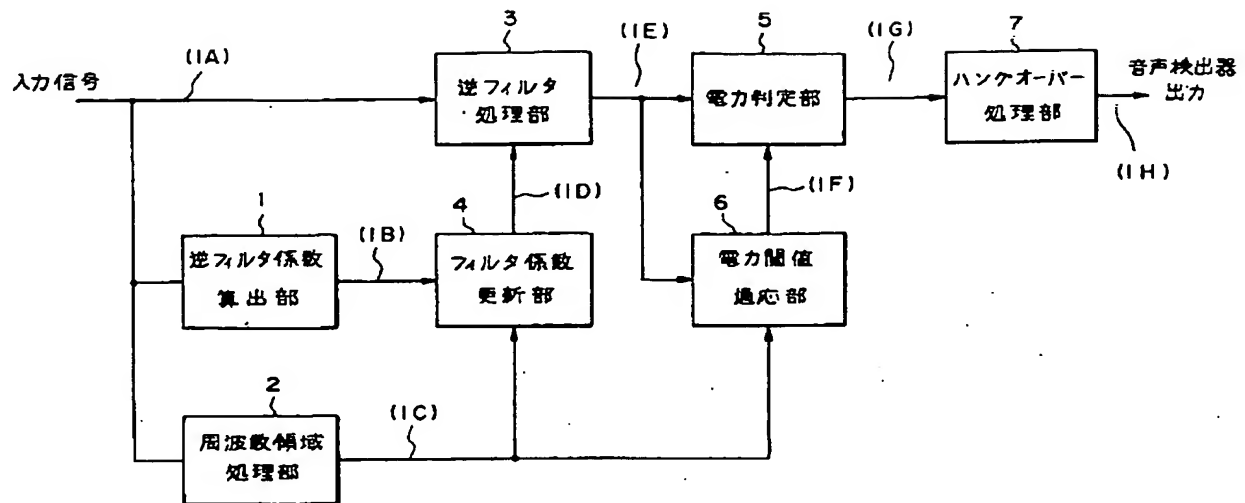 3
(1E)
5
(1G)
7
(1A)
入力信号
逆フィルタ
処理部
電力判定部
ハングオーバー
処理部
音声検出器
出力
(1H)
(1D)
(1F)
1
(1B)
4
6
逆フィルタ係数
算出部
フィルタ係数
更新部
電力閾値
適応部
2
(1C)
周波数領域
処理部